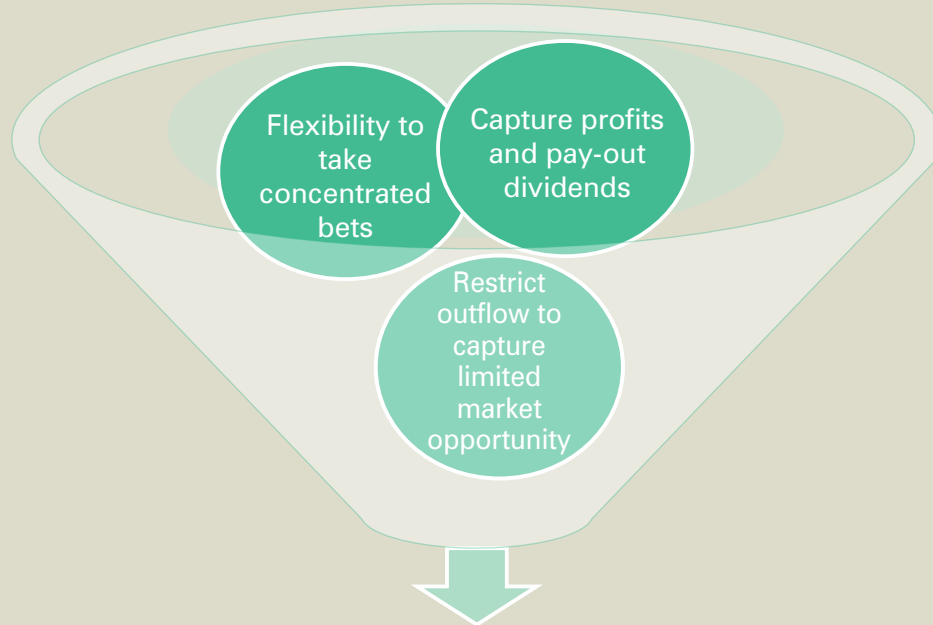 Flexibility to
take
concentrated
bets
Capture profits
and pay-out
dividends
Restrict
outflow to
capture
limited
market
opportunity